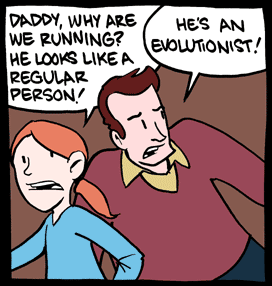 DADDY, WHY ARE
WE RUNNING?
HE LOOKS LIKE A
REGULAR
PERSON!
HE'S AN
EVOLUTIONIST!